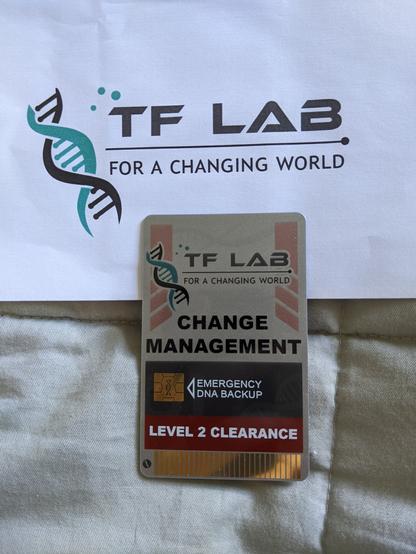 TF LAB
FOR A CHANGING WORLD
TF LAB
FOR A CHANGING WORLD
CHANGE
MANAGEMENT
EMERGENCY
DNA BACKUP
LEVEL 2 CLEARANCE